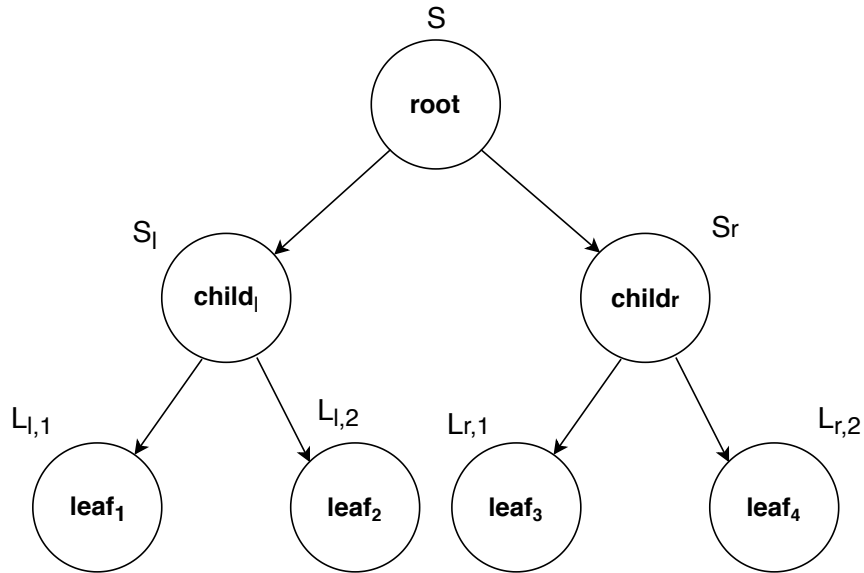 S
root
Sₗ
Sr
childₗ
childr
Lₗ,₁
Lₗ,₂
Lr,1
Lᵣ,₂
leaf₁
leaf₂
leaf₃
leaf₄